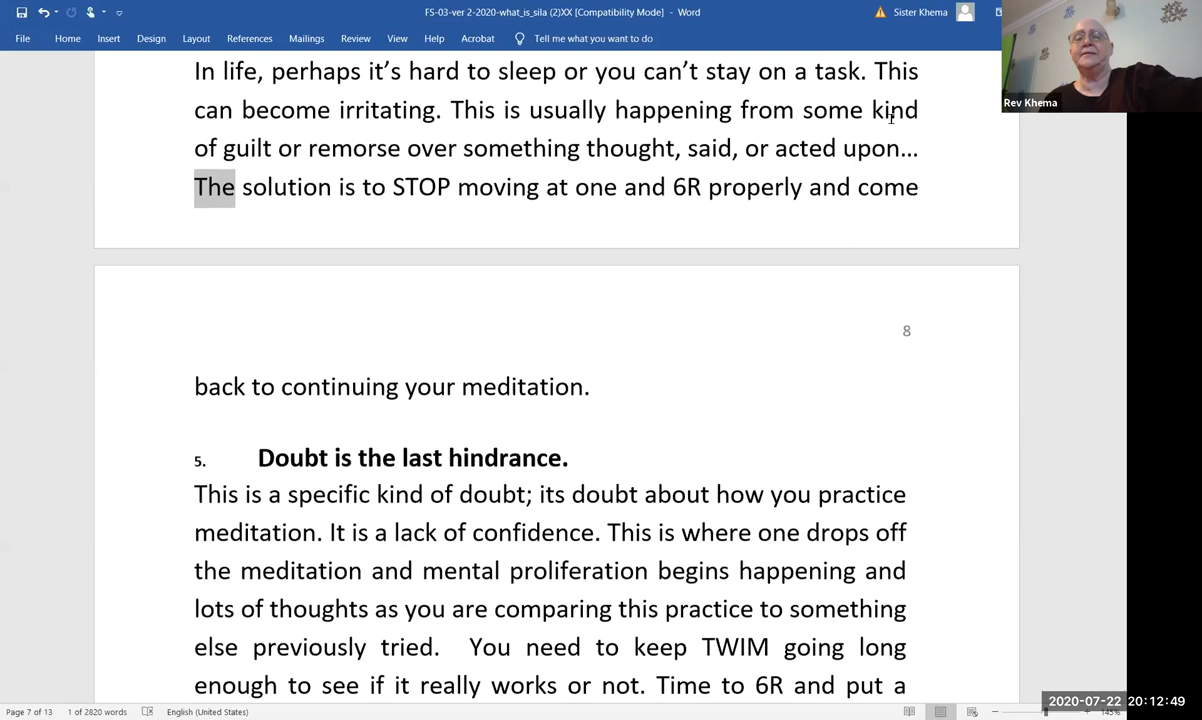 FS-03-ver 2-2020-what_is_sila (2)XX [Compatibility Mode] - Word
Sister Khema
File Home Insert Design Layout References Mailings Review View Help Acrobat Tell me what you want to do
Rev Khema
In life, perhaps it's hard to sleep or you can't stay on a task. This
can become irritating. This is usually happening from some kind
of guilt or remorse over something thought, said, or acted upon...
The solution is to STOP moving at one and 6R properly and come
8
back to continuing your meditation.
5. Doubt is the last hindrance.
This is a specific kind of doubt; its doubt about how you practice
meditation. It is a lack of confidence. This is where one drops off
the meditation and mental proliferation begins happening and
lots of thoughts as you are comparing this practice to something
else previously tried. You need to keep TWIM going long
enough to see if it really works or not. Time to 6R and put a
Page 7 of 13 1 of 2820 words English (United States) 145%
2020-07-22 20:12:49